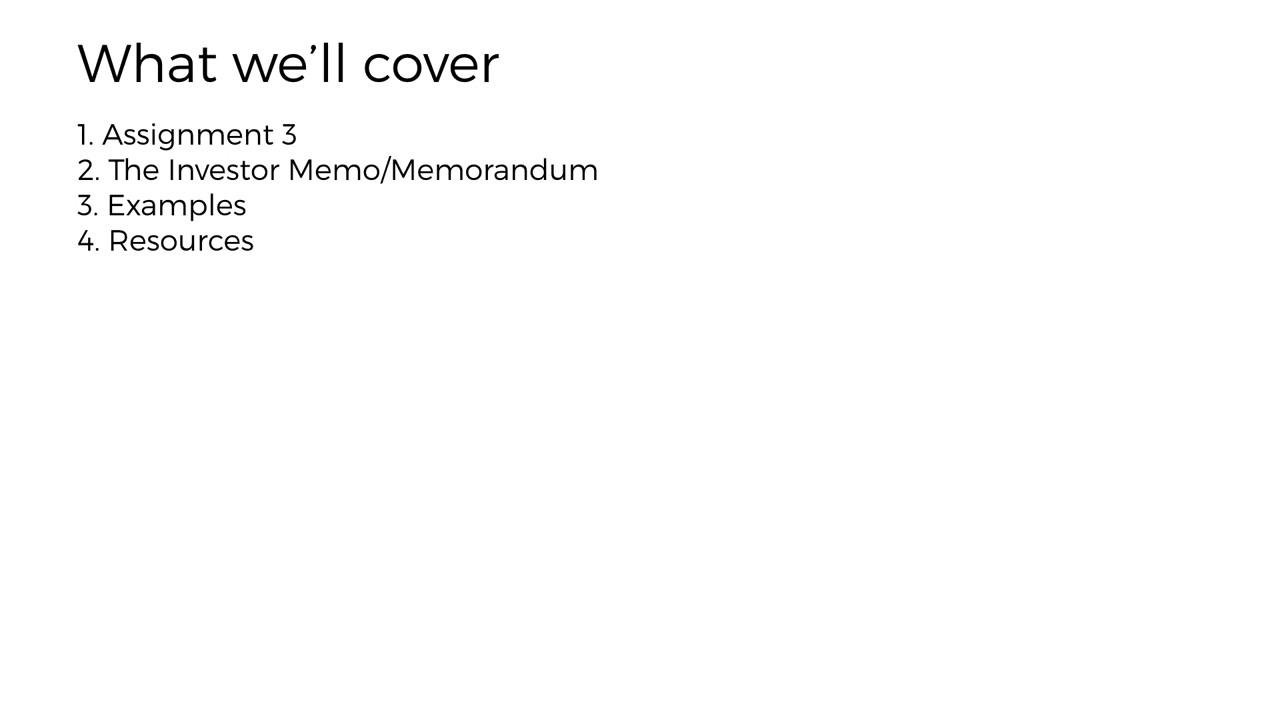 What we’ll cover
1. Assignment 3
2. The Investor Memo/Memorandum
3. Examples
4. Resources